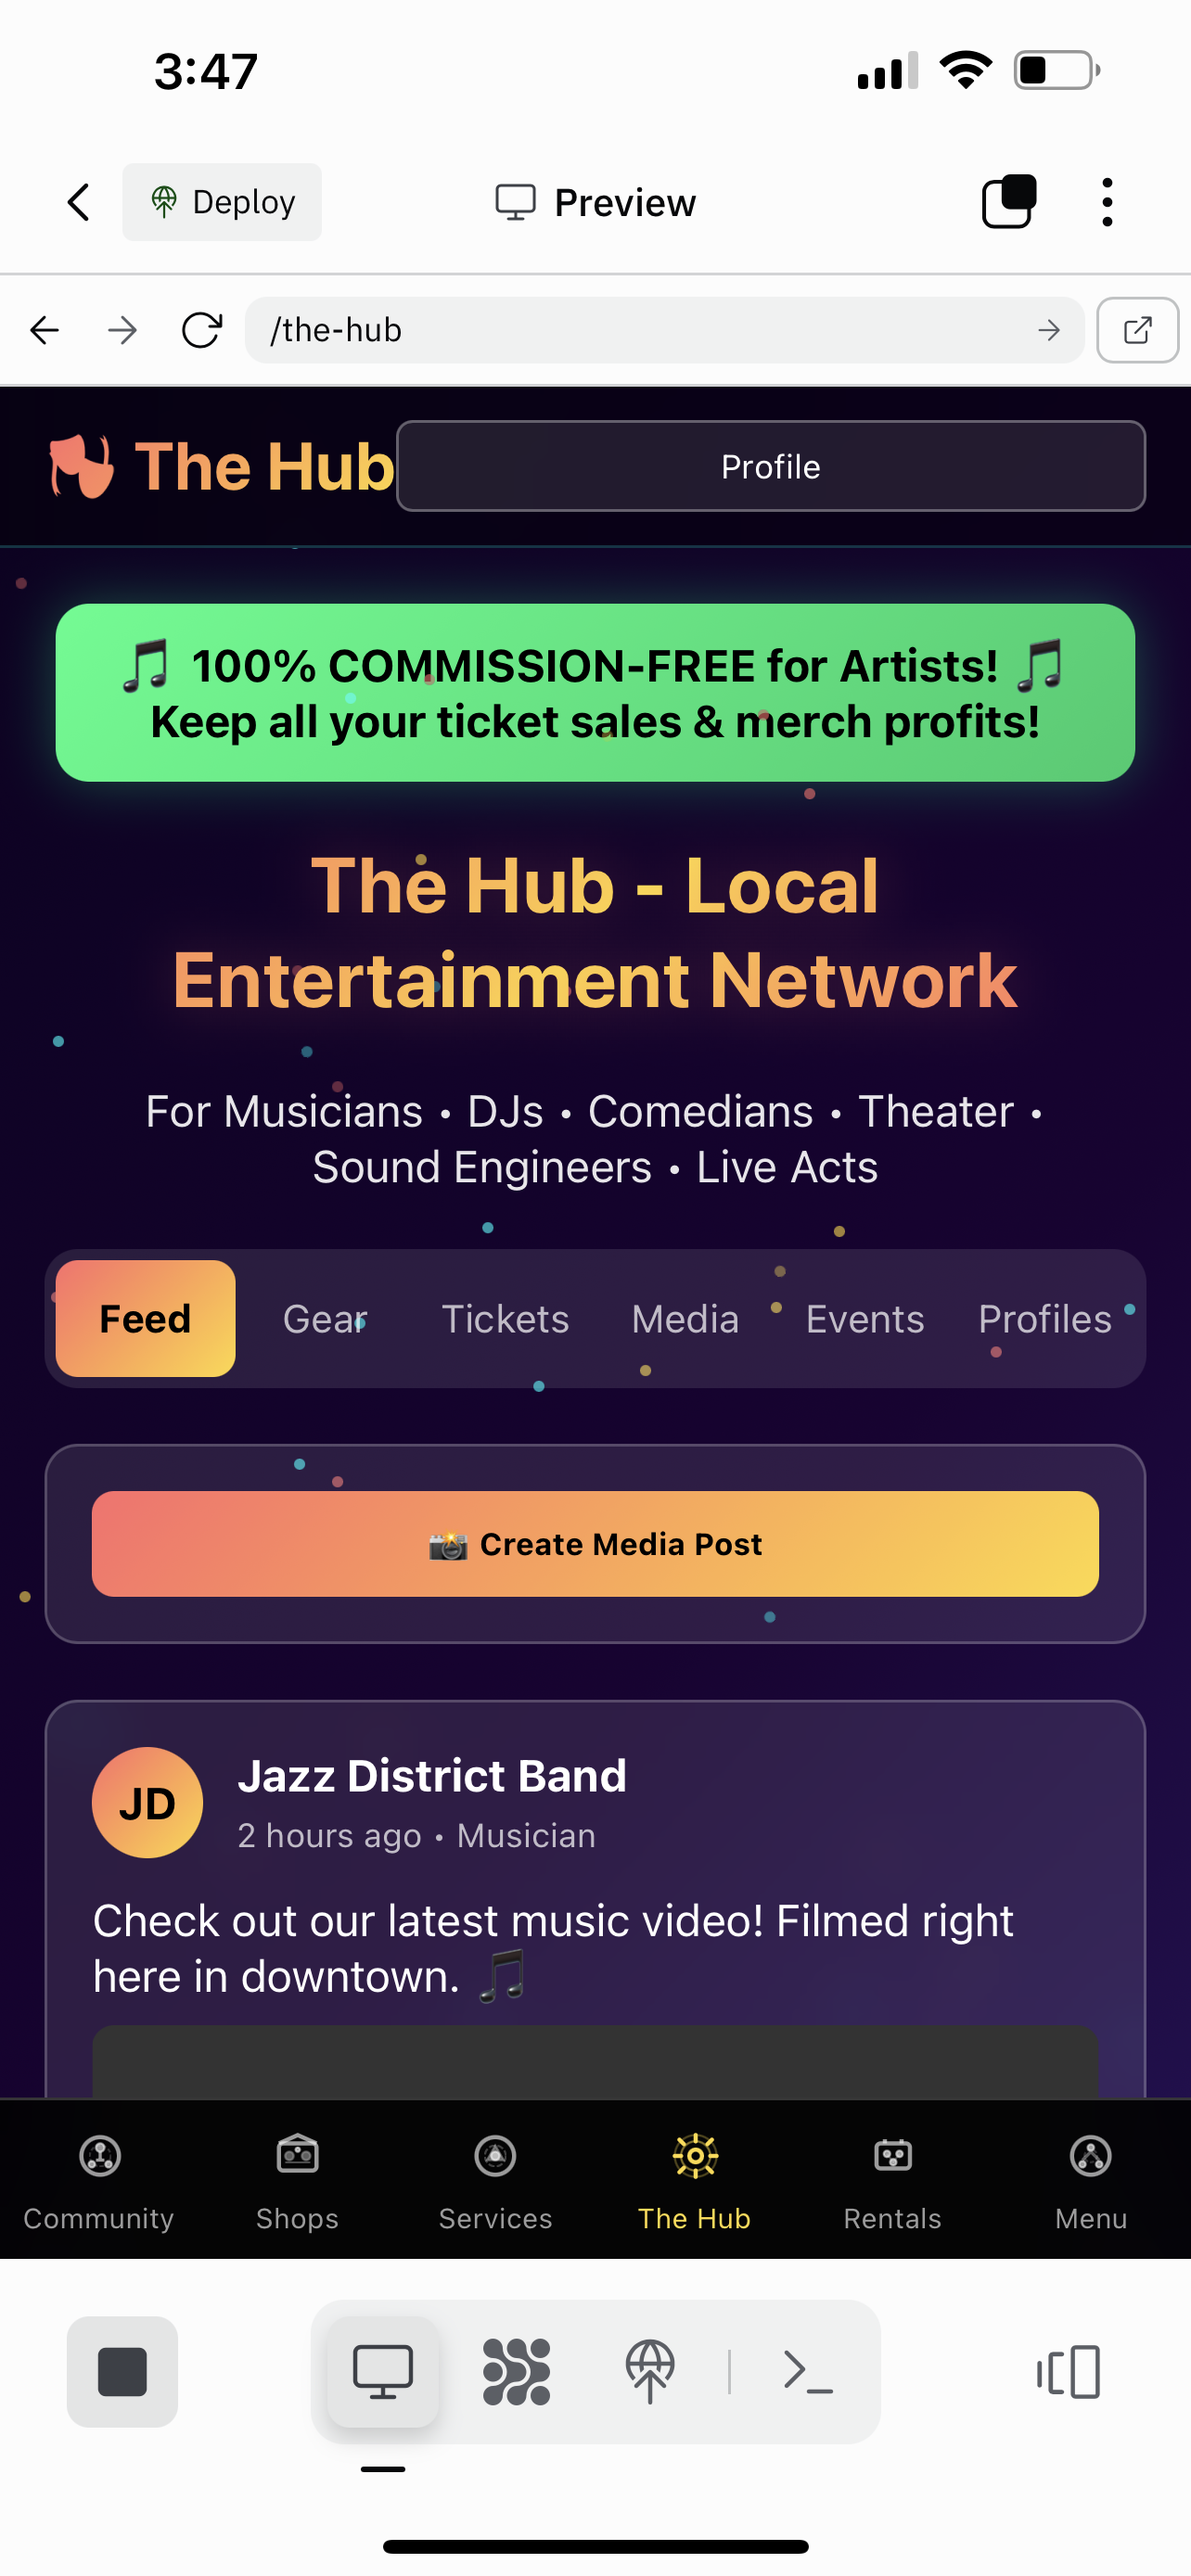 3:47
Deploy
Preview
/the-hub
The Hub
Profile
🎵 100% COMMISSION-FREE for Artists! 🎵
Keep all your ticket sales & merch profits!
The Hub - Local
Entertainment Network
For Musicians • DJs • Comedians • Theater •
Sound Engineers • Live Acts
Feed Gear Tickets Media Events Profiles
📸 Create Media Post
JD
Jazz District Band
2 hours ago • Musician
Check out our latest music video! Filmed right
here in downtown. 🎵
Community Shops Services The Hub Rentals Menu